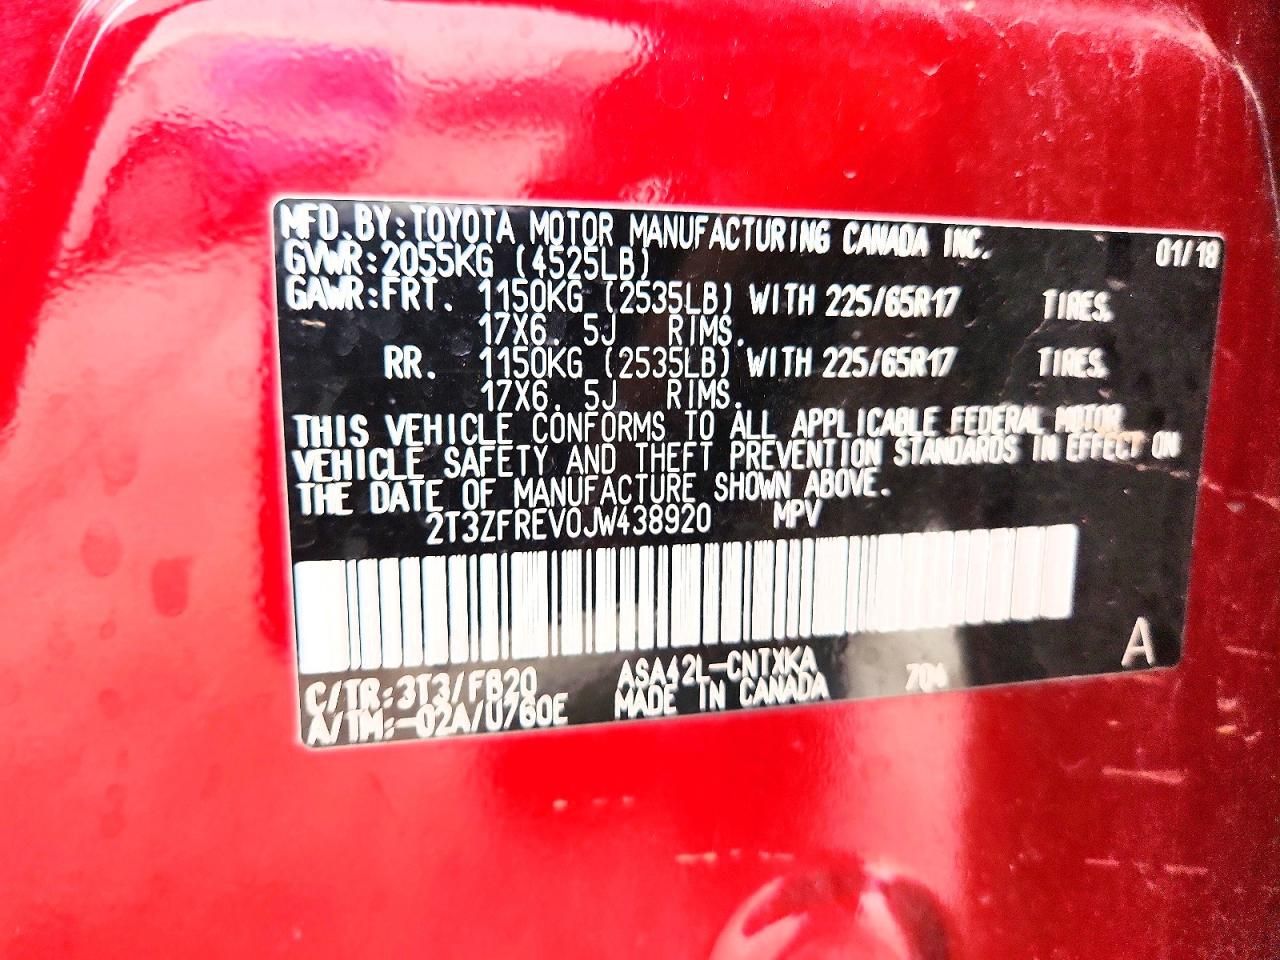 MFD. BY: TOYOTA MOTOR MANUFACTURING CANADA INC. 01/18
GVWR: 2055KG (4525LB)
GAWR: FRT. 1150KG (2535LB) WITH 225/65R17 TIRES,
17X6. 5J RIMS.
RR. 1150KG (2535LB) WITH 225/65R17 TIRES,
17X6. 5J RIMS.
THIS VEHICLE CONFORMS TO ALL APPLICABLE FEDERAL MOTOR
VEHICLE SAFETY AND THEFT PREVENTION STANDARDS IN EFFECT ON
THE DATE OF MANUFACTURE SHOWN ABOVE.
2T3ZFREV0JW438920 MPV
A
C/TR: 3T3/FB20 ASA42L-CNTXKA 704
A/TM: -02A/U760E MADE IN CANADA